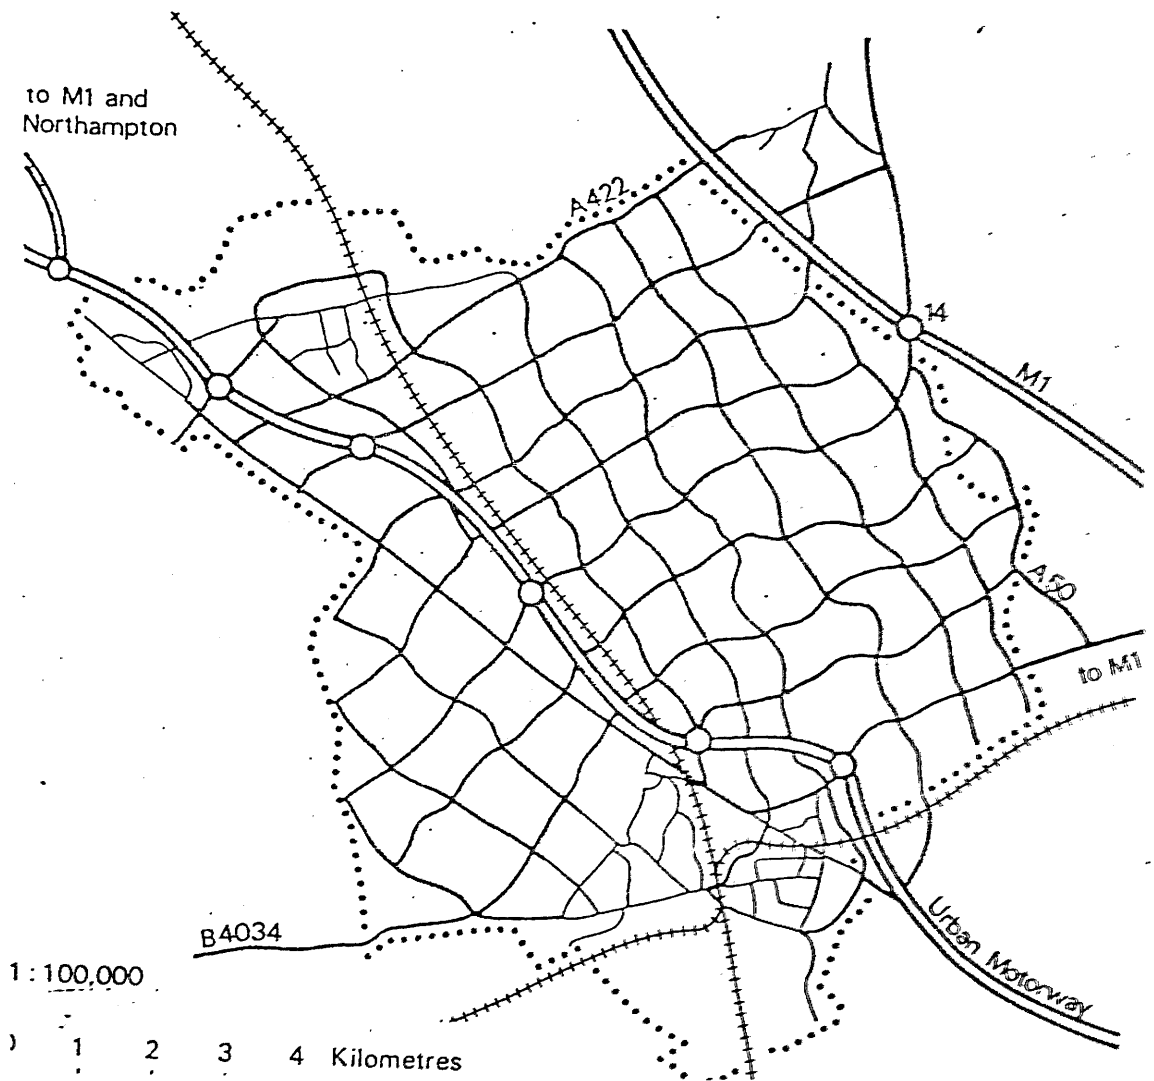 to M1 and
Northampton
A422
14
M1
A50
to M1
B4034
Urban Motorway
1:100,000
0 1 2 3 4 Kilometres